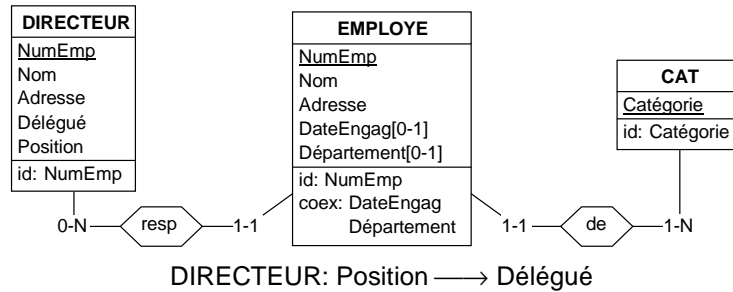 DIRECTEUR
NumEmp
Nom
Adresse
Délégué
Position
id: NumEmp
EMPLOYE
NumEmp
Nom
Adresse
DateEngag[0-1]
Département[0-1]
id: NumEmp
coex: DateEngag
Département
CAT
Catégorie
id: Catégorie
0-N resp 1-1
1-1 de 1-N
DIRECTEUR: Position ⟶ Délégué